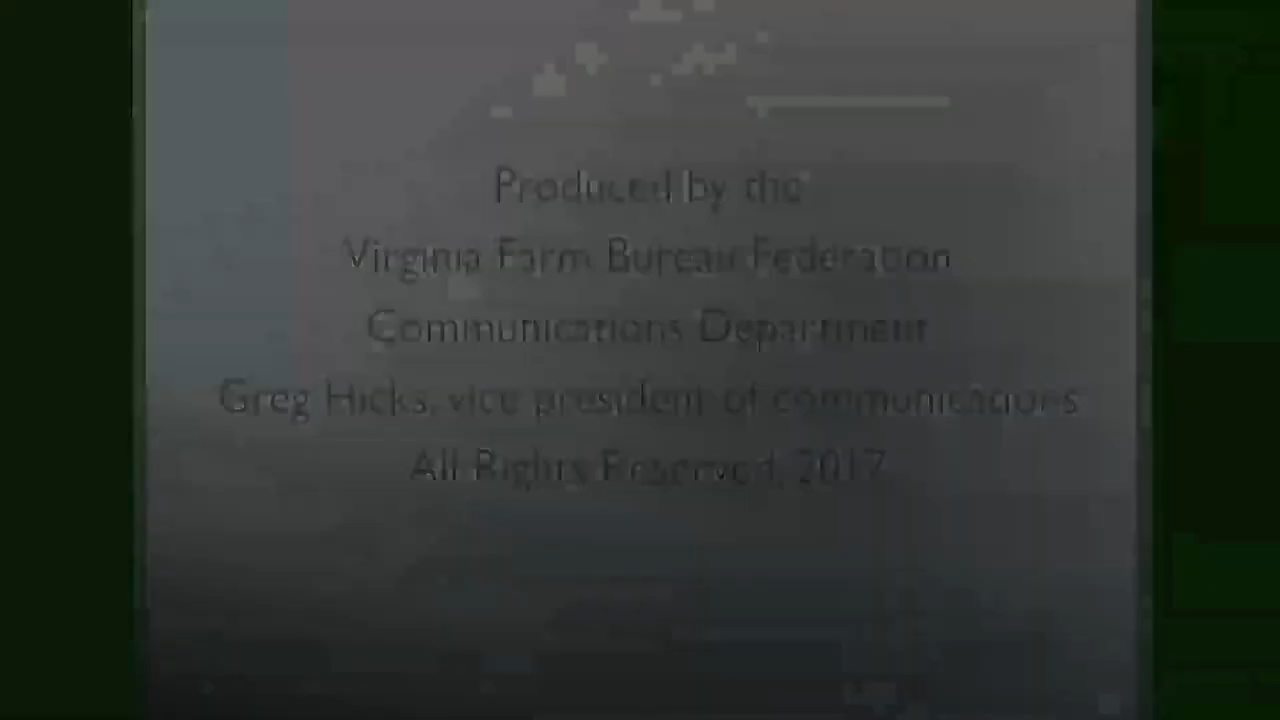 Produced by the
Virginia Farm Bureau Federation
Communications Department
Greg Hicks, vice president of communications
All Rights Reserved, 2017